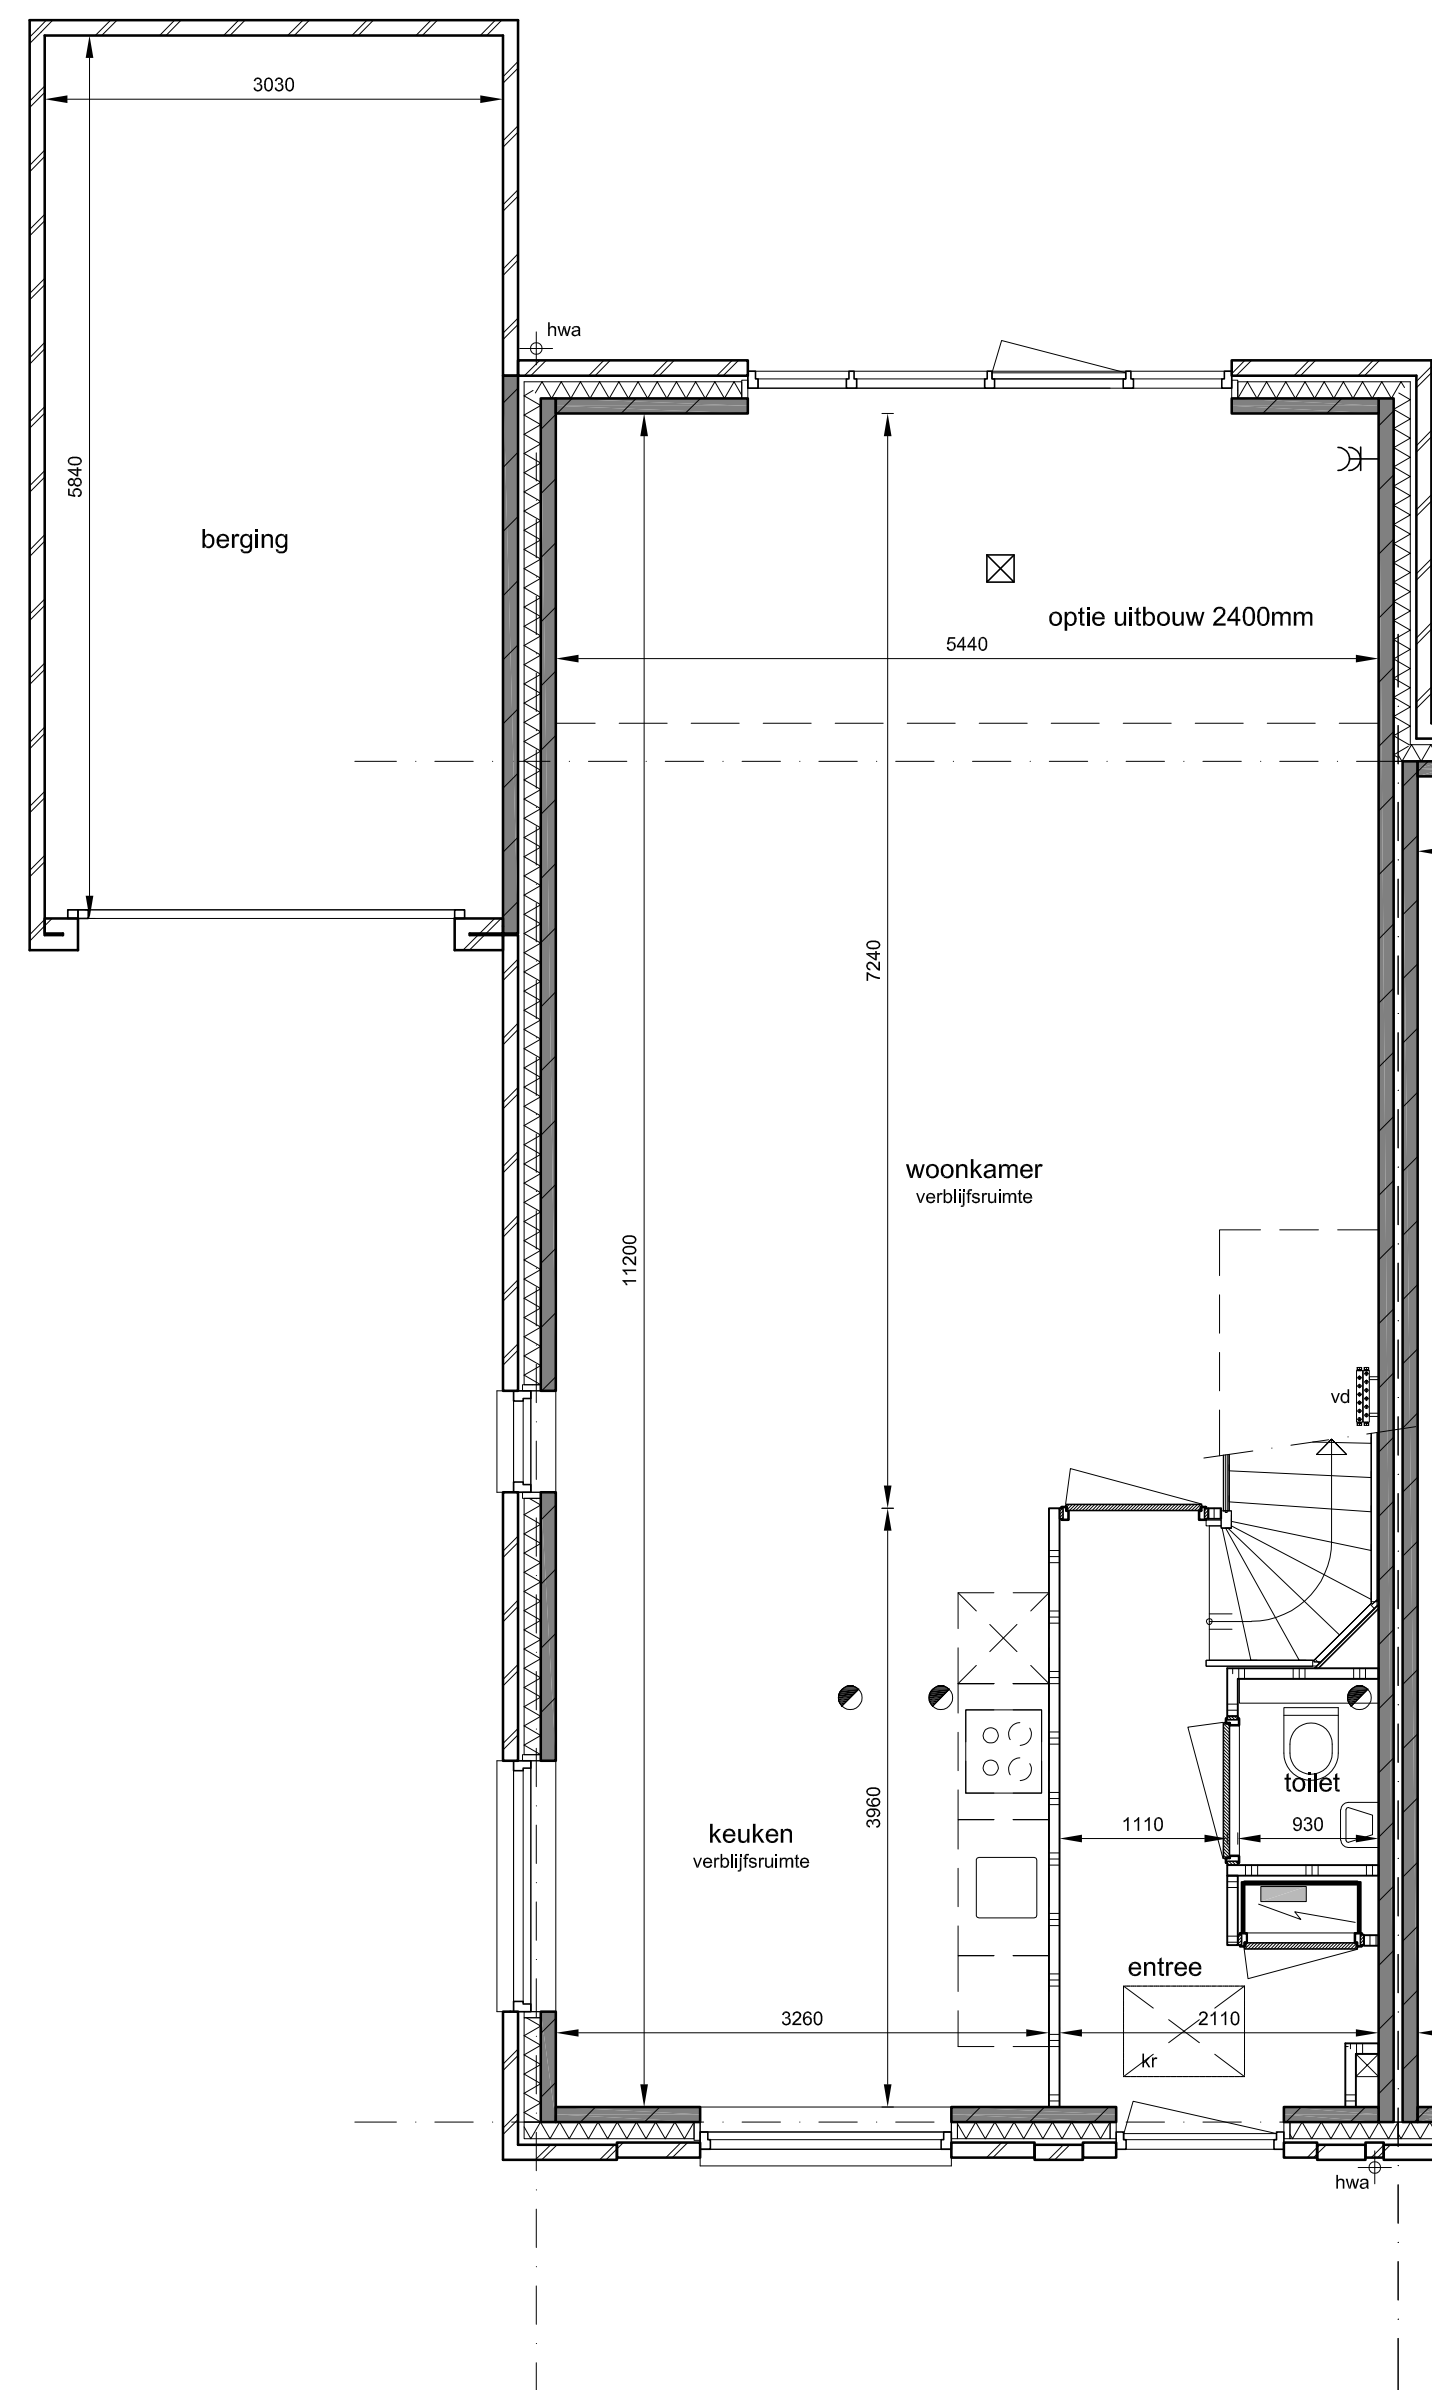 3030
hwa
5840
berging
optie uitbouw 2400mm
5440
7240
woonkamer
verblijfsruimte
11200
vd
3960
toilet
1110
930
keuken
verblijfsruimte
entree
3260
2110
kr
hwa